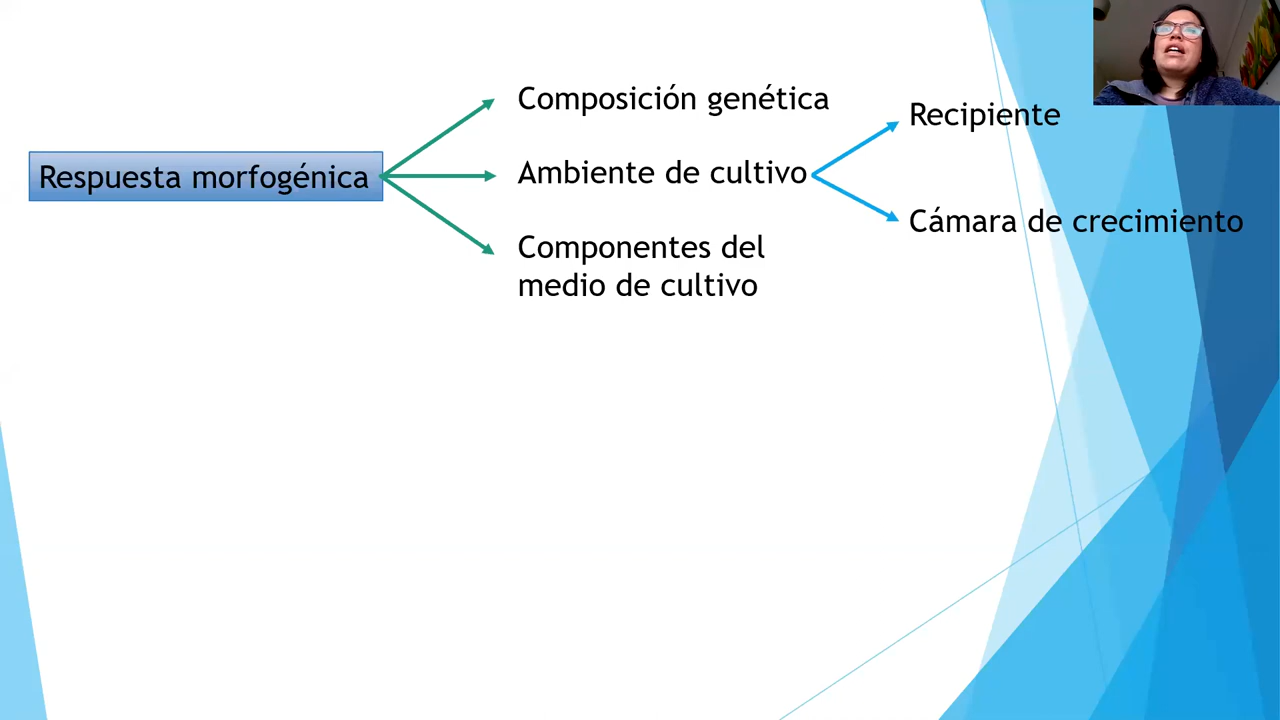 Respuesta morfogénica
Composición genética
Ambiente de cultivo
Componentes del
medio de cultivo
Recipiente
Cámara de crecimiento